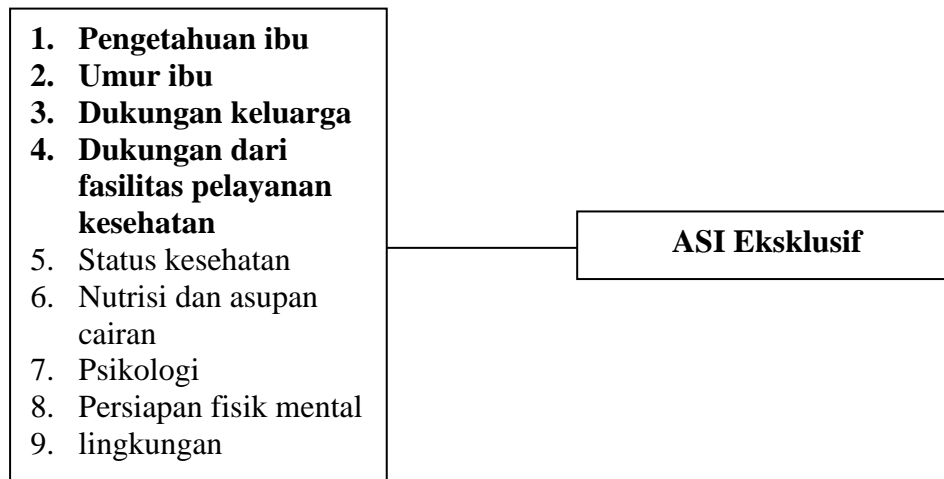 1. Pengetahuan ibu
2. Umur ibu
3. Dukungan keluarga
4. Dukungan dari
fasilitas pelayanan
kesehatan
5. Status kesehatan
6. Nutrisi dan asupan
cairan
7. Psikologi
8. Persiapan fisik mental
9. lingkungan
ASI Eksklusif